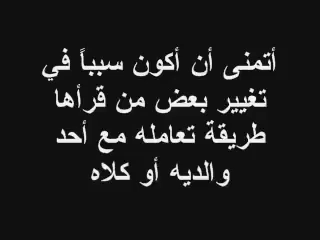 أتمنى أن أكون سبباً في
تغيير بعض من قرأها
طريقة تعامله مع أحد
والديه أو كلاه